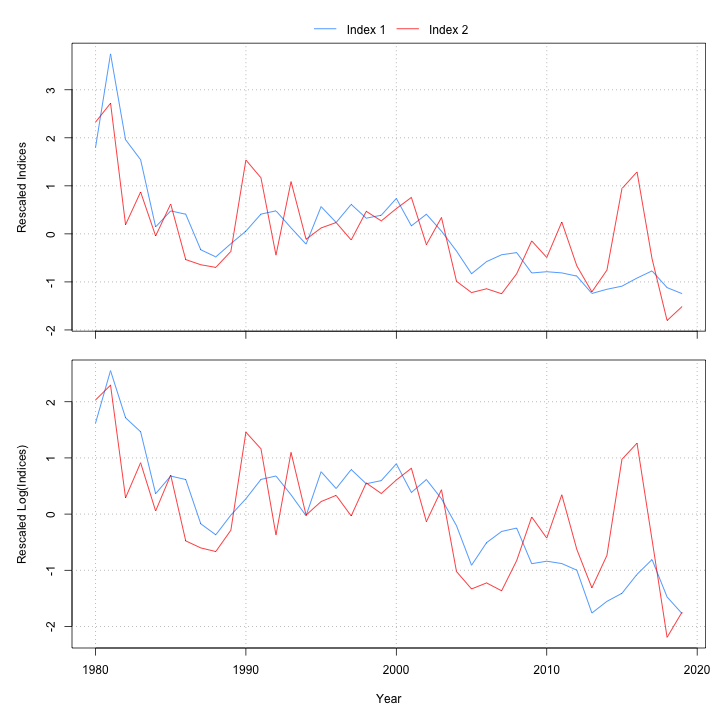 Index 1 Index 2
Rescaled Indices
3
2
1
0
-1
-2
Rescaled Log(Indices)
2
1
0
-1
-2
1980 1990 2000 2010 2020
Year